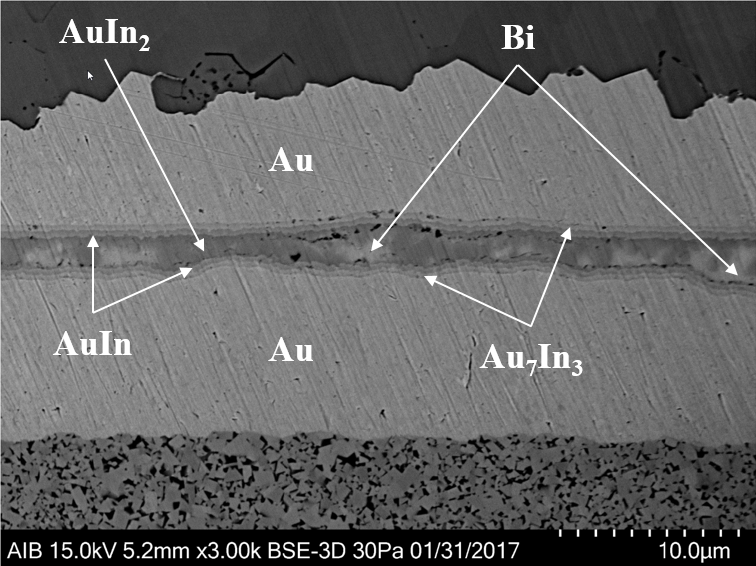 AuIn₂
Bi
Au
AuIn
Au
Au₇In₃
AIB 15.0kV 5.2mm x3.00k BSE-3D 30Pa 01/31/2017
10.0µm